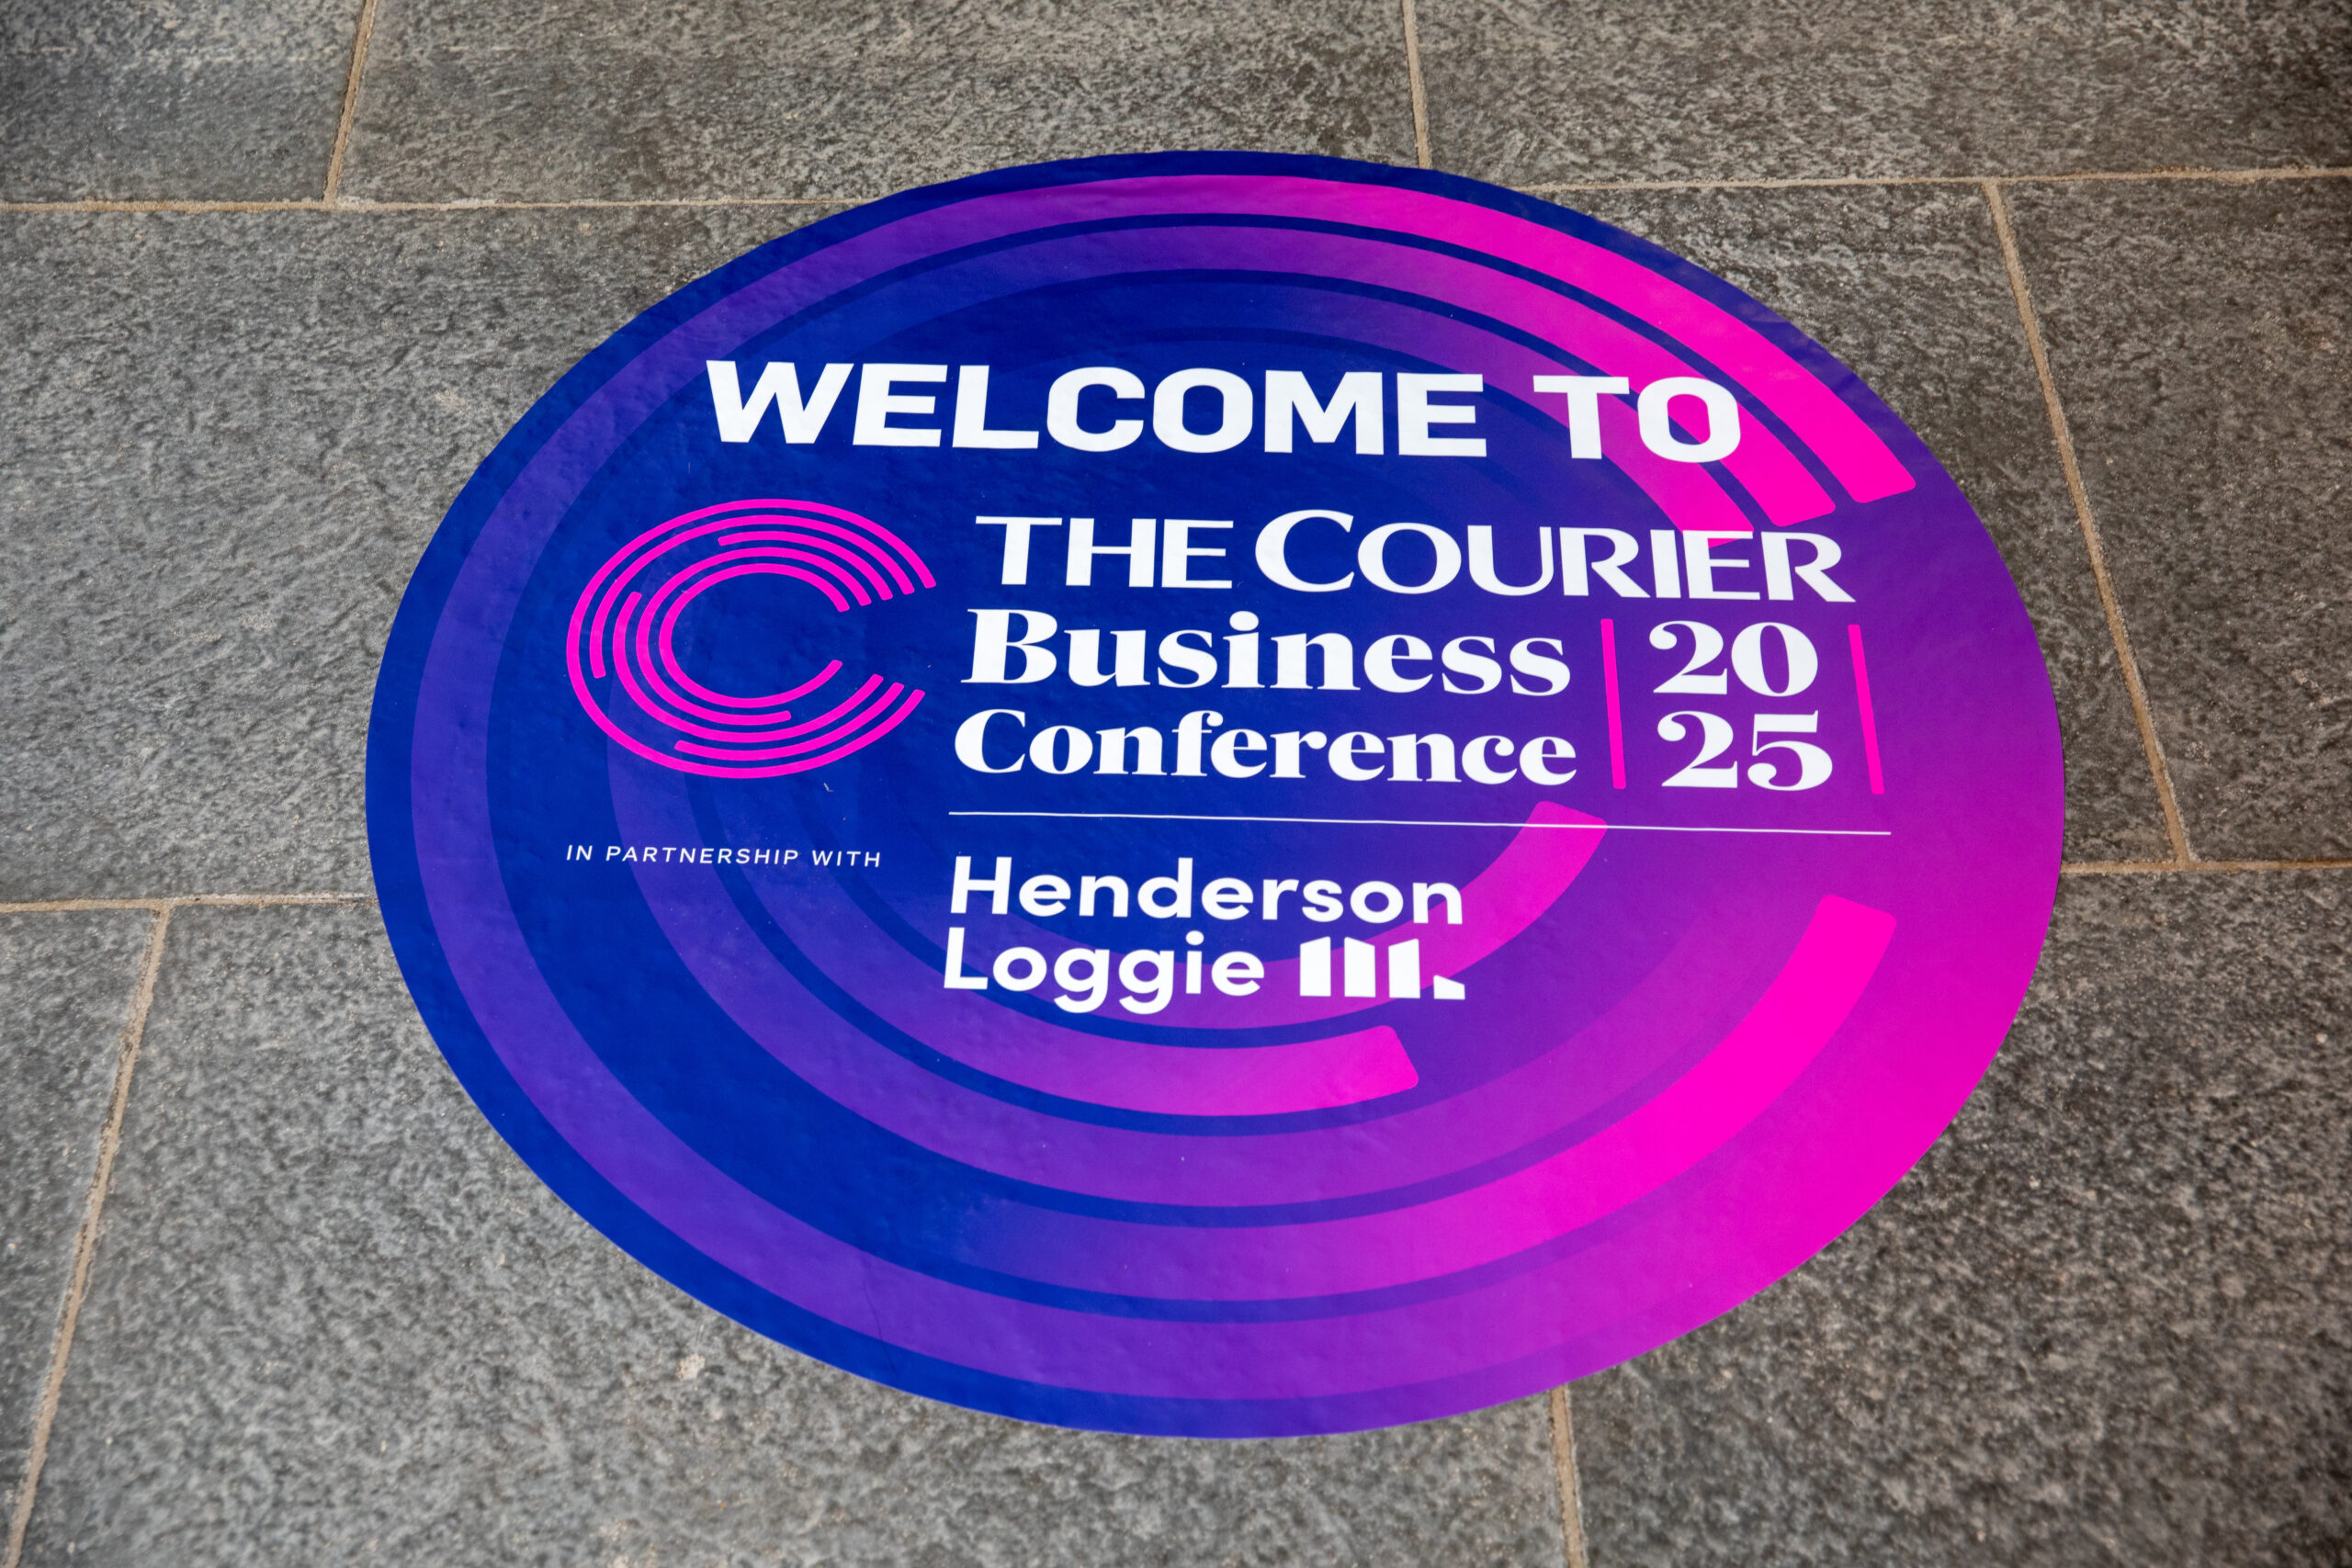 WELCOME TO
THE COURIER
Business
Conference
20
25
IN PARTNERSHIP WITH
Henderson
Loggie